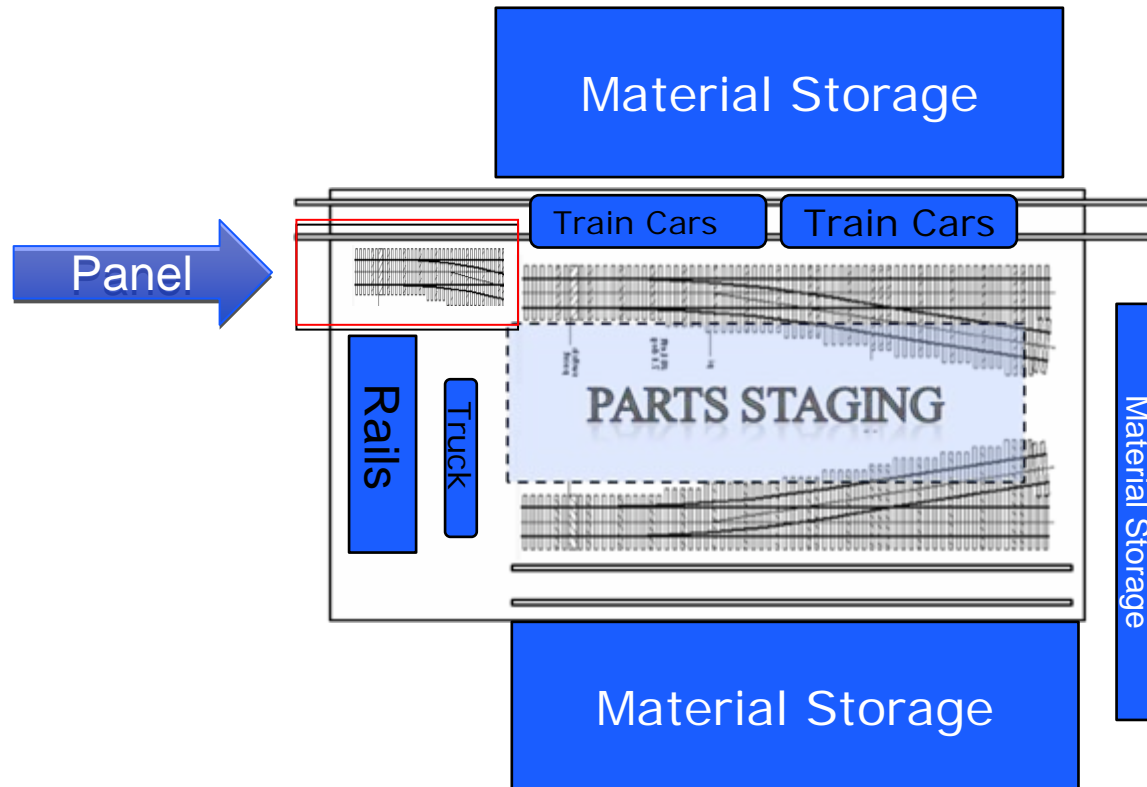 Material Storage
Train Cars
Train Cars
Panel
PARTS STAGING
Rails
Truck
Material Storage
Material Storage